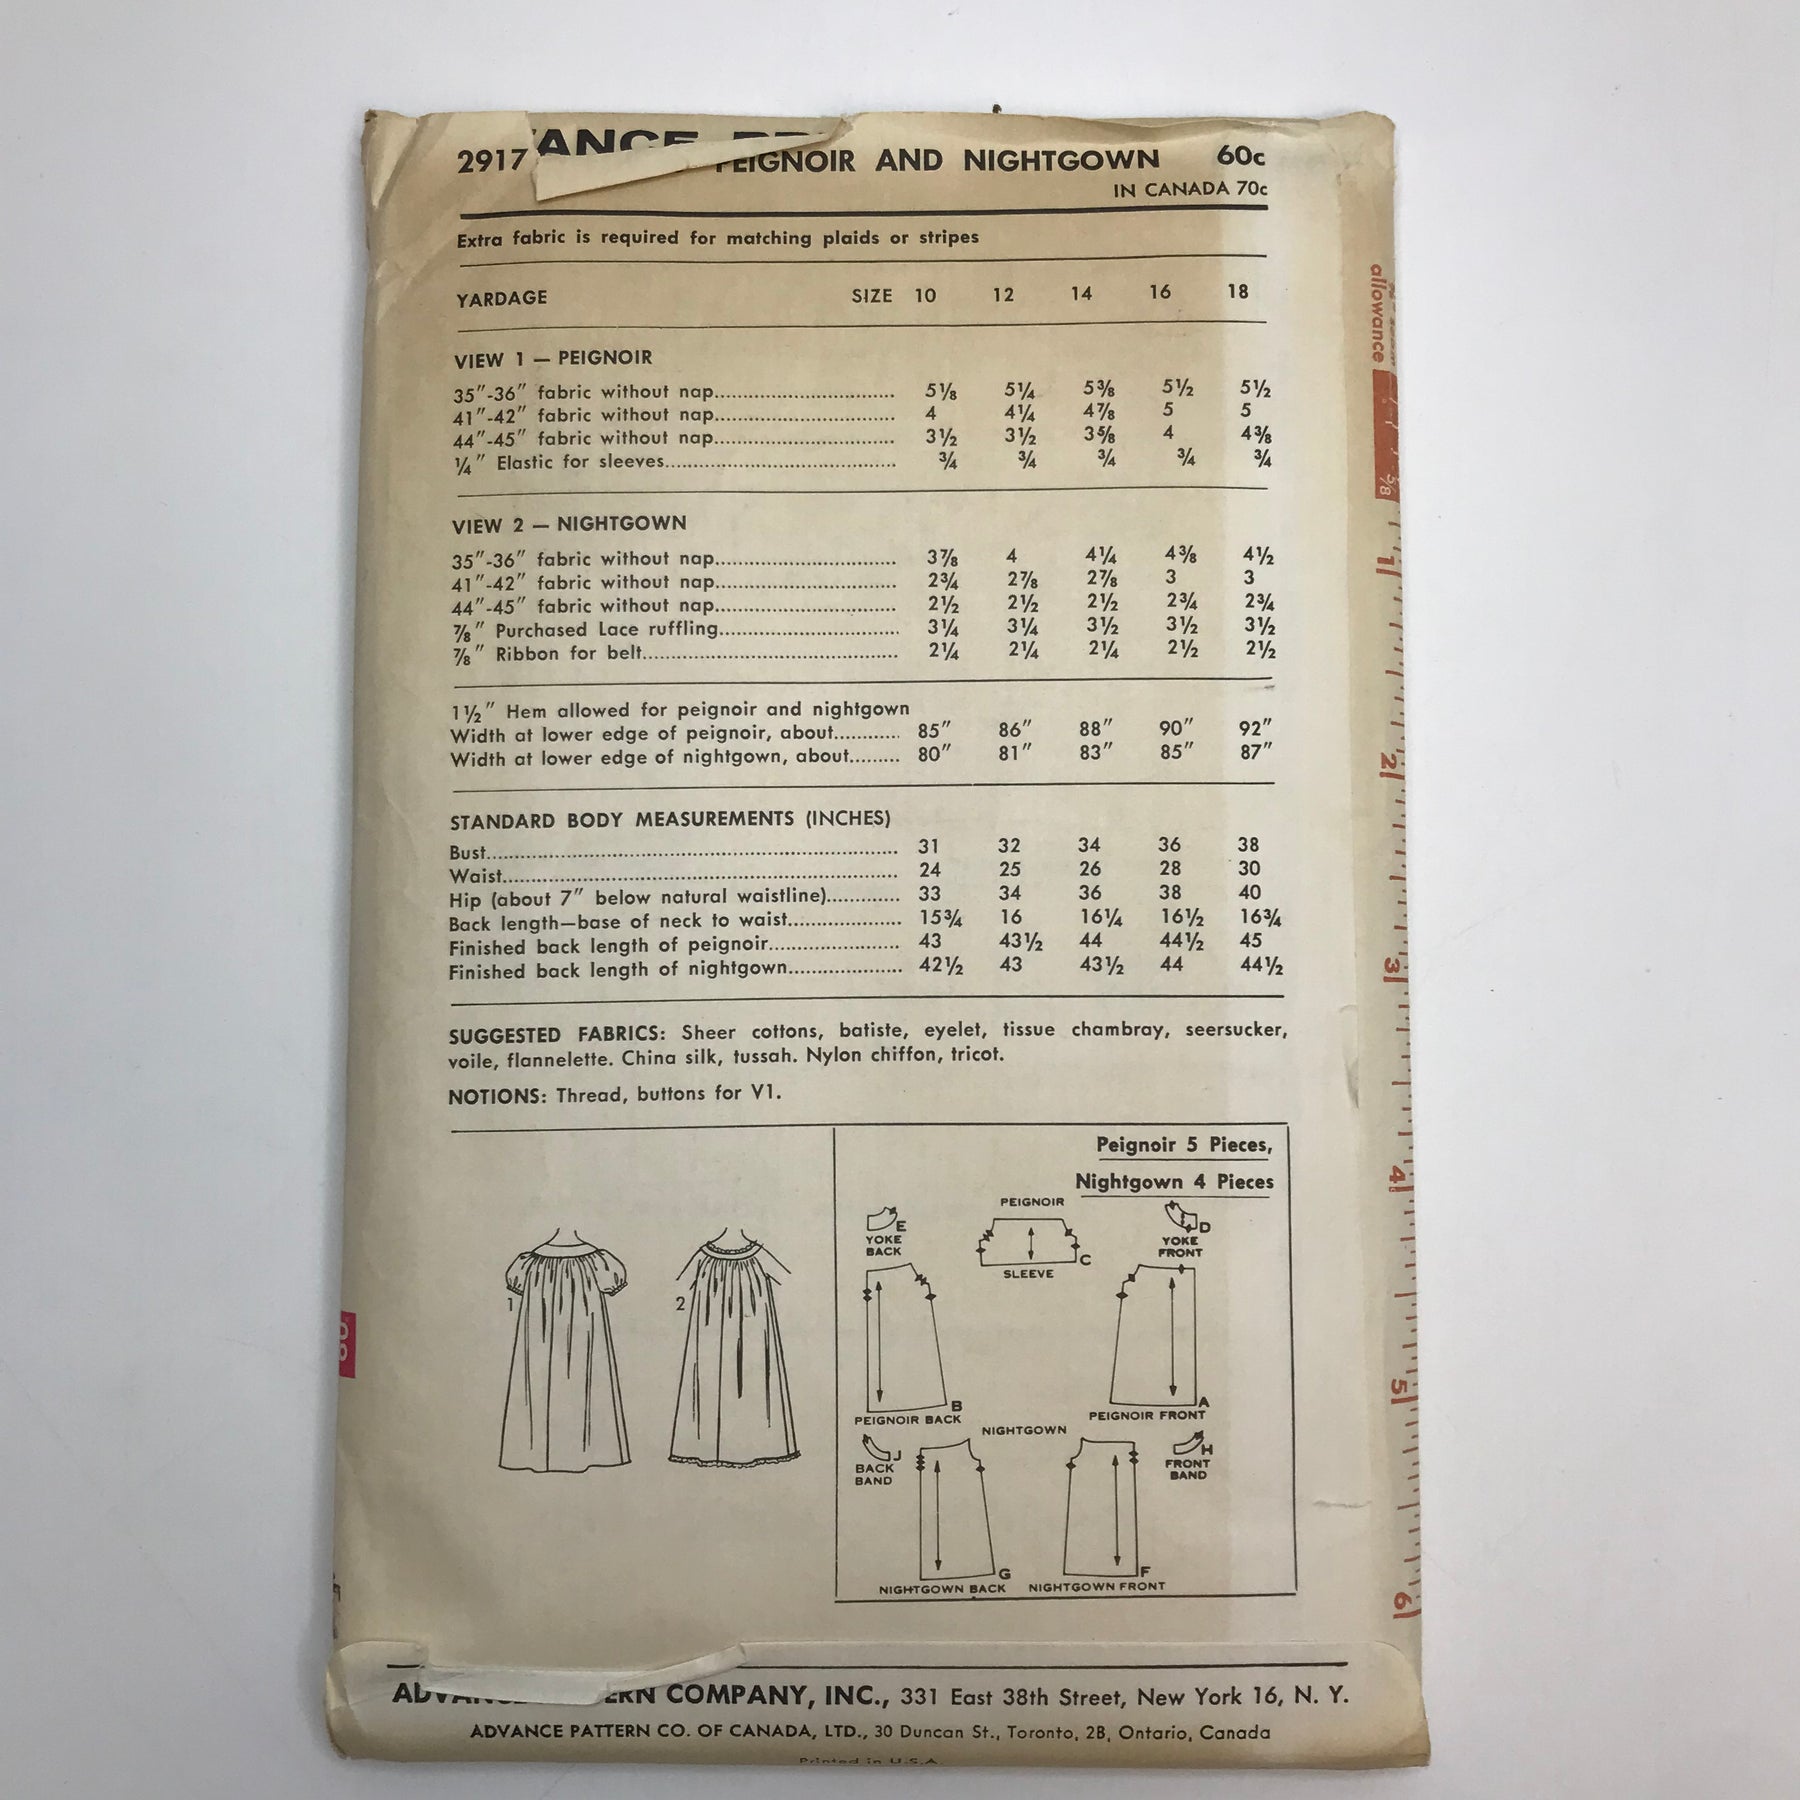 2917 PEIGNOIR AND NIGHTGOWN 60c
IN CANADA 70c
Extra fabric is required for matching plaids or stripes
YARDAGE SIZE 10 12 14 16 18
VIEW 1 — PEIGNOIR
35"-36" fabric without nap 5⅛ 5¼ 5⅜ 5½ 5½
41"-42" fabric without nap 4 4¼ 4⅞ 5 5
44"-45" fabric without nap 3½ 3½ 3⅝ 4 4⅜
¼" Elastic for sleeves ¾ ¾ ¾ ¾ ¾
VIEW 2 — NIGHTGOWN
35"-36" fabric without nap 3⅞ 4 4¼ 4⅜ 4½
41"-42" fabric without nap 2¾ 2⅞ 2⅞ 3 3
44"-45" fabric without nap 2½ 2½ 2½ 2¾ 2¾
⅞" Purchased Lace ruffling 3¼ 3¼ 3½ 3½ 3½
⅞" Ribbon for belt 2¼ 2¼ 2¼ 2½ 2½
1½" Hem allowed for peignoir and nightgown
Width at lower edge of peignoir, about 85" 86" 88" 90" 92"
Width at lower edge of nightgown, about 80" 81" 83" 85" 87"
STANDARD BODY MEASUREMENTS (INCHES)
Bust 31 32 34 36 38
Waist 24 25 26 28 30
Hip (about 7" below natural waistline) 33 34 36 38 40
Back length—base of neck to waist 15¾ 16 16¼ 16½ 16¾
Finished back length of peignoir 43 43½ 44 44½ 45
Finished back length of nightgown 42½ 43 43½ 44 44½
SUGGESTED FABRICS: Sheer cottons, batiste, eyelet, tissue chambray, seersucker,
voile, flannelette. China silk, tussah. Nylon chiffon, tricot.
NOTIONS: Thread, buttons for V1.
1
2
Peignoir 5 Pieces,
Nightgown 4 Pieces
PEIGNOIR
E
YOKE
BACK
C
SLEEVE
D
YOKE
FRONT
B
PEIGNOIR BACK
A
PEIGNOIR FRONT
NIGHTGOWN
J
BACK
BAND
H
FRONT
BAND
G
NIGHTGOWN BACK
F
NIGHTGOWN FRONT
COMPANY, INC., 331 East 38th Street, New York 16, N. Y.
ADVANCE PATTERN CO. OF CANADA, LTD., 30 Duncan St., Toronto, 2B, Ontario, Canada
Printed in U.S.A.
allowance
5/8
1
2
3
4
5
6